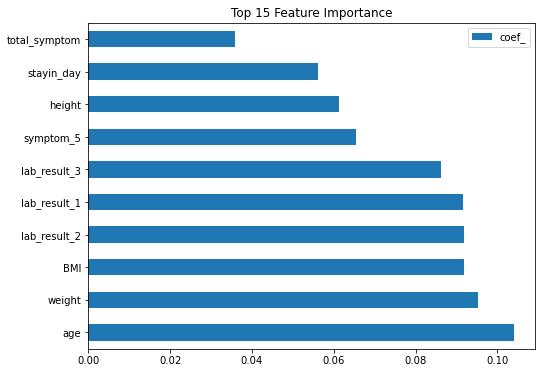 Top 15 Feature Importance
coef_
total_symptom
stayin_day
height
symptom_5
lab_result_3
lab_result_1
lab_result_2
BMI
weight
age
0.00 0.02 0.04 0.06 0.08 0.10